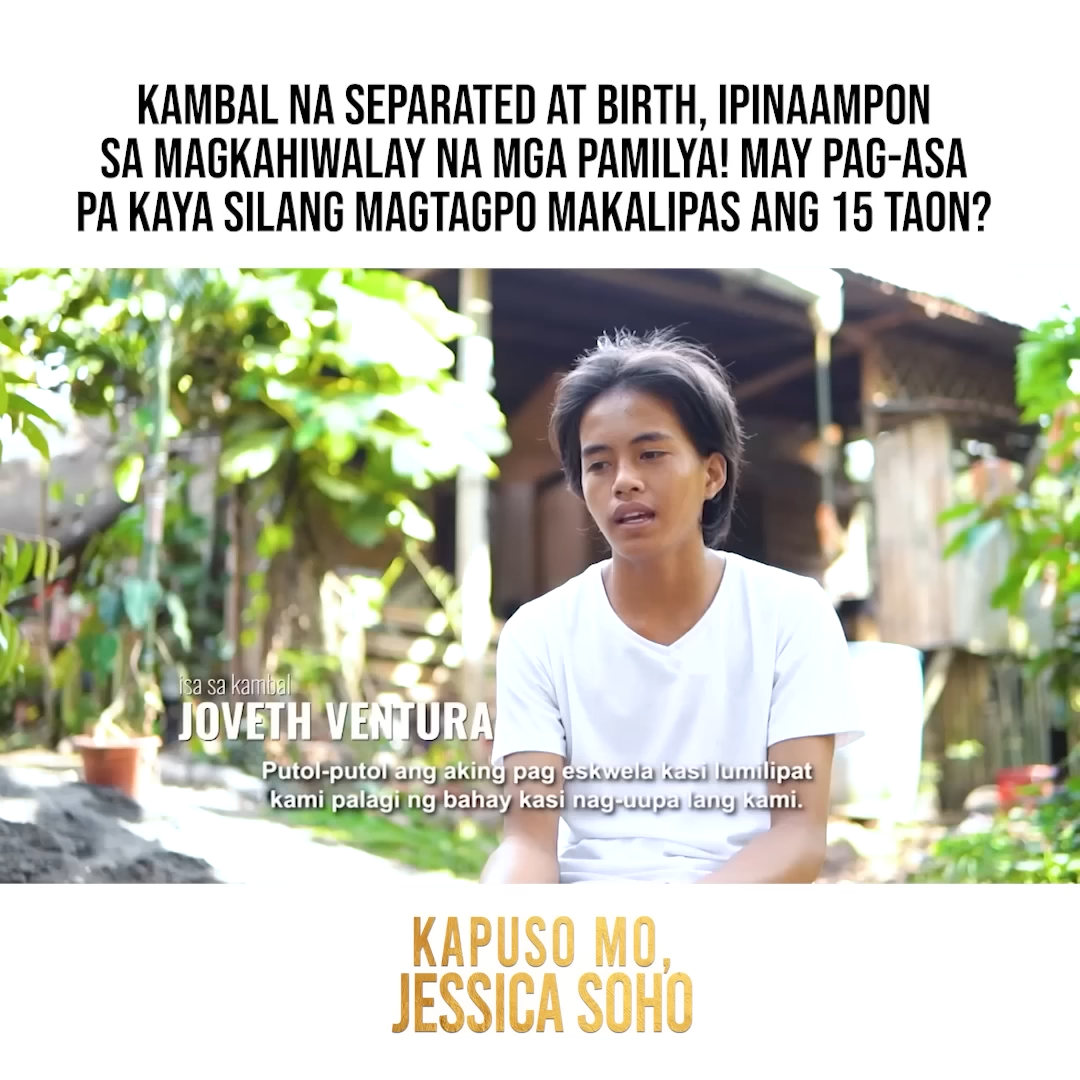 KAMBAL NA SEPARATED AT BIRTH, IPINAAMPON
SA MAGKAHIWALAY NA MGA PAMILYA! MAY PAG-ASA
PA KAYA SILANG MAGTAGPO MAKALIPAS ANG 15 TAON?
isa sa kambal
JOVETH VENTURA
Putol-putol ang aking pag eskwela kasi lumilipat
kami palagi ng bahay kasi nag-uupa lang kami.
KAPUSO MO,
JESSICA SOHO